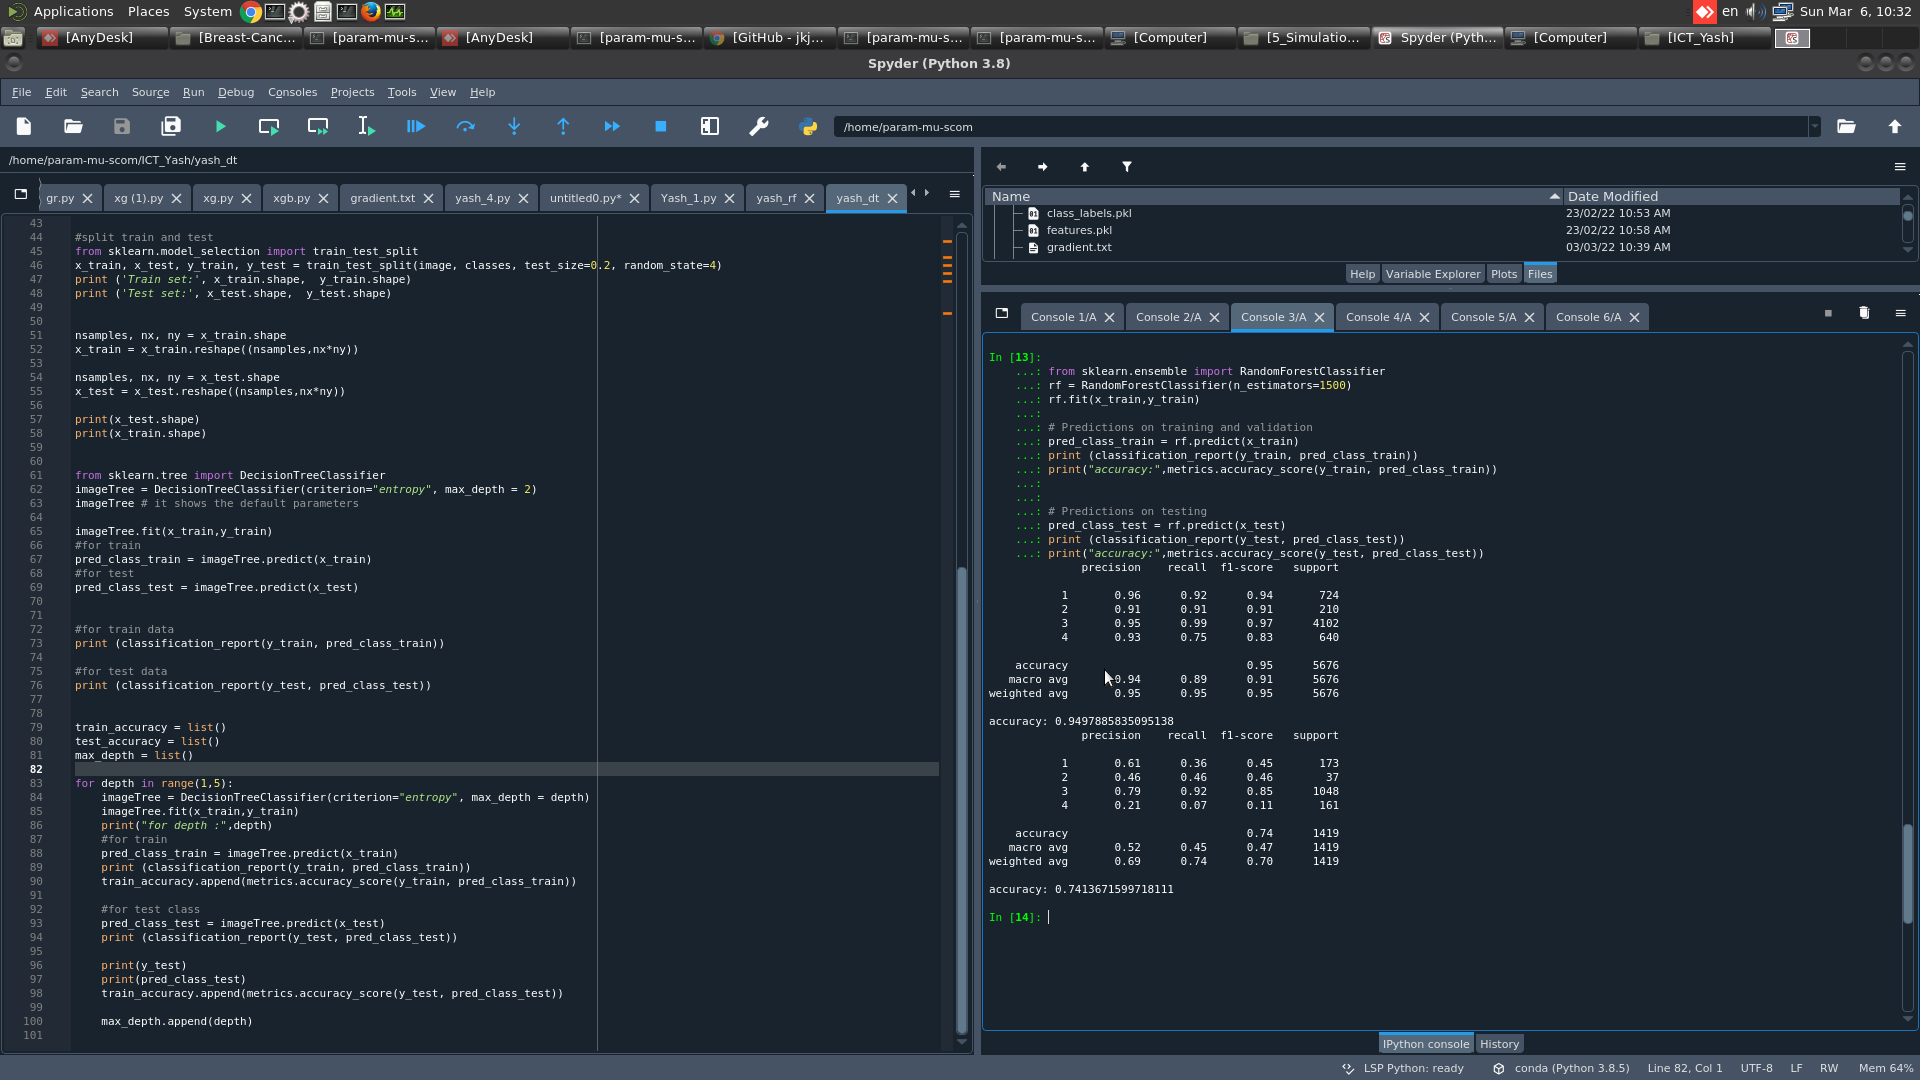 Applications Places System en Sun Mar 6, 10:32
[AnyDesk] [Breast-Canc... [param-mu-s... [AnyDesk] [param-mu-s... [GitHub - jkj... [param-mu-s... [param-mu-s... [Computer] [5_Simulatio... Spyder (Pyth... [Computer] [ICT_Yash]
Spyder (Python 3.8)
File Edit Search Source Run Debug Consoles Projects Tools View Help
/home/param-mu-scom
/home/param-mu-scom/ICT_Yash/yash_dt
gr.py xg (1).py xg.py xgb.py gradient.txt yash_4.py untitled0.py* Yash_1.py yash_rf yash_dt
43
44 #split train and test
45 from sklearn.model_selection import train_test_split
46 x_train, x_test, y_train, y_test = train_test_split(image, classes, test_size=0.2, random_state=4)
47 print ('Train set:', x_train.shape,  y_train.shape)
48 print ('Test set:', x_test.shape,  y_test.shape)
49
50
51 nsamples, nx, ny = x_train.shape
52 x_train = x_train.reshape((nsamples,nx*ny))
53
54 nsamples, nx, ny = x_test.shape
55 x_test = x_test.reshape((nsamples,nx*ny))
56
57 print(x_test.shape)
58 print(x_train.shape)
59
60
61 from sklearn.tree import DecisionTreeClassifier
62 imageTree = DecisionTreeClassifier(criterion="entropy", max_depth = 2)
63 imageTree # it shows the default parameters
64
65 imageTree.fit(x_train,y_train)
66 #for train
67 pred_class_train = imageTree.predict(x_train)
68 #for test
69 pred_class_test = imageTree.predict(x_test)
70
71
72 #for train data
73 print (classification_report(y_train, pred_class_train))
74
75 #for test data
76 print (classification_report(y_test, pred_class_test))
77
78
79 train_accuracy = list()
80 test_accuracy = list()
81 max_depth = list()
82
83 for depth in range(1,5):
84     imageTree = DecisionTreeClassifier(criterion="entropy", max_depth = depth)
85     imageTree.fit(x_train,y_train)
86     print("for depth :",depth)
87     #for train
88     pred_class_train = imageTree.predict(x_train)
89     print (classification_report(y_train, pred_class_train))
90     train_accuracy.append(metrics.accuracy_score(y_train, pred_class_train))
91
92     #for test class
93     pred_class_test = imageTree.predict(x_test)
94     print (classification_report(y_test, pred_class_test))
95
96     print(y_test)
97     print(pred_class_test)
98     train_accuracy.append(metrics.accuracy_score(y_test, pred_class_test))
99
100     max_depth.append(depth)
101
Name Date Modified
class_labels.pkl 23/02/22 10:53 AM
features.pkl 23/02/22 10:58 AM
gradient.txt 03/03/22 10:39 AM
Help Variable Explorer Plots Files
Console 1/A Console 2/A Console 3/A Console 4/A Console 5/A Console 6/A
In [13]:
...: from sklearn.ensemble import RandomForestClassifier
...: rf = RandomForestClassifier(n_estimators=1500)
...: rf.fit(x_train,y_train)
...:
...: # Predictions on training and validation
...: pred_class_train = rf.predict(x_train)
...: print (classification_report(y_train, pred_class_train))
...: print("accuracy:",metrics.accuracy_score(y_train, pred_class_train))
...:
...:
...: # Predictions on testing
...: pred_class_test = rf.predict(x_test)
...: print (classification_report(y_test, pred_class_test))
...: print("accuracy:",metrics.accuracy_score(y_test, pred_class_test))
precision recall f1-score support
1 0.96 0.92 0.94 724
2 0.91 0.91 0.91 210
3 0.95 0.99 0.97 4102
4 0.93 0.75 0.83 640
accuracy 0.95 5676
macro avg 0.94 0.89 0.91 5676
weighted avg 0.95 0.95 0.95 5676
accuracy: 0.9497885835095138
precision recall f1-score support
1 0.61 0.36 0.45 173
2 0.46 0.46 0.46 37
3 0.79 0.92 0.85 1048
4 0.21 0.07 0.11 161
accuracy 0.74 1419
macro avg 0.52 0.45 0.47 1419
weighted avg 0.69 0.74 0.70 1419
accuracy: 0.7413671599718111
In [14]:
IPython console History
LSP Python: ready conda (Python 3.8.5) Line 82, Col 1 UTF-8 LF RW Mem 64%